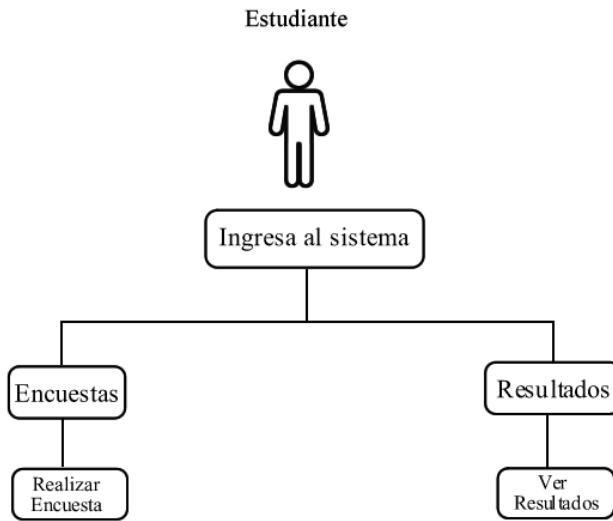 Estudiante
Ingresa al sistema
Encuestas
Resultados
Realizar
Encuesta
Ver
Resultados